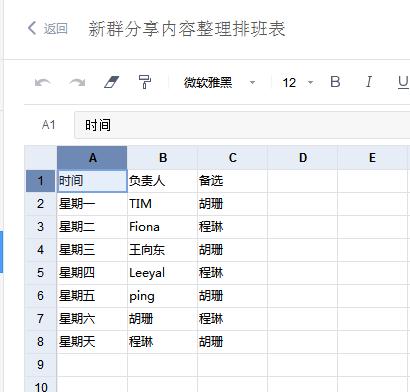 返回 新群分享内容整理排班表
微软雅黑 12 B I U
A1 时间
A B C D E
1 时间 负责人 备选
2 星期一 TIM 胡珊
3 星期二 Fiona 程琳
4 星期三 王向东 胡珊
5 星期四 Leeyal 程琳
6 星期五 ping 胡珊
7 星期六 胡珊 程琳
8 星期天 程琳 胡珊
9
10